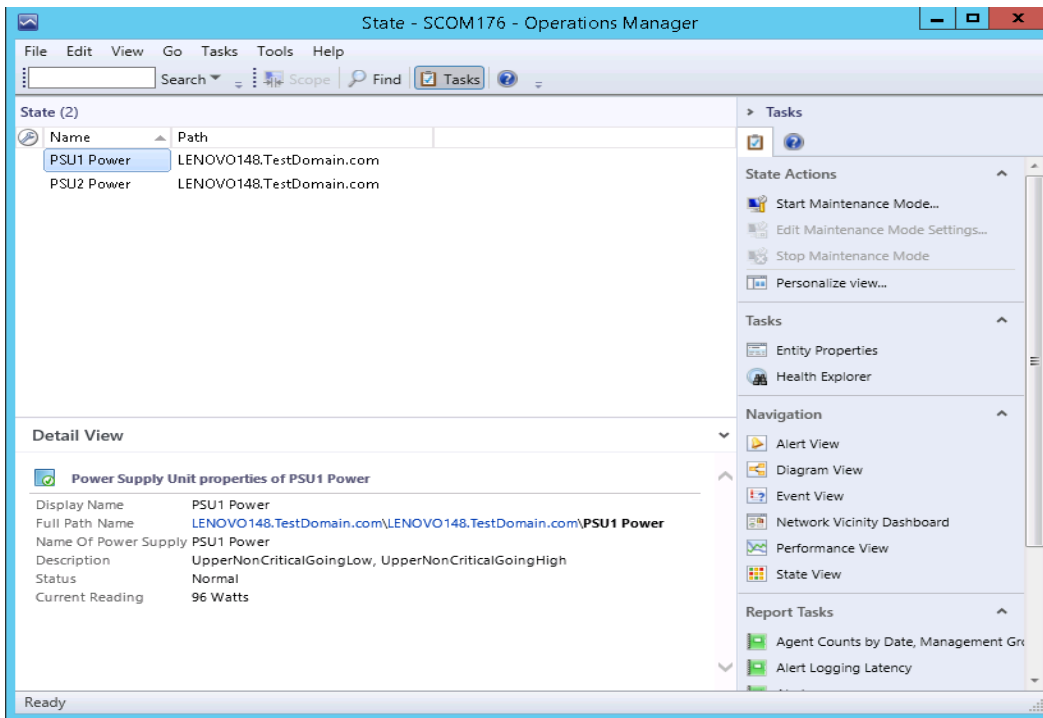 State - SCOM176 - Operations Manager
File Edit View Go Tasks Tools Help
Search Scope Find Tasks
State (2)
Name Path
PSU1 Power LENOVO148.TestDomain.com
PSU2 Power LENOVO148.TestDomain.com
Detail View
Power Supply Unit properties of PSU1 Power
Display Name PSU1 Power
Full Path Name LENOVO148.TestDomain.com\LENOVO148.TestDomain.com\PSU1 Power
Name Of Power Supply PSU1 Power
Description UpperNonCriticalGoingLow, UpperNonCriticalGoingHigh
Status Normal
Current Reading 96 Watts
Tasks
State Actions
Start Maintenance Mode...
Edit Maintenance Mode Settings...
Stop Maintenance Mode
Personalize view...
Tasks
Entity Properties
Health Explorer
Navigation
Alert View
Diagram View
Event View
Network Vicinity Dashboard
Performance View
State View
Report Tasks
Agent Counts by Date, Management Gr
Alert Logging Latency
Ready